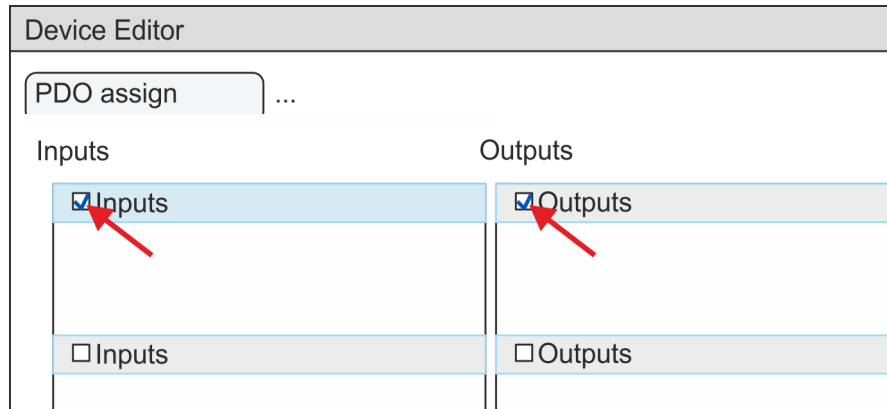 Device Editor
PDO assign ...
Inputs Outputs
Inputs Outputs
Inputs Outputs